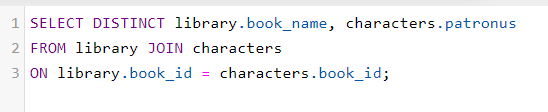 1 SELECT DISTINCT library.book_name, characters.patronus
2 FROM library JOIN characters
3 ON library.book_id = characters.book_id;